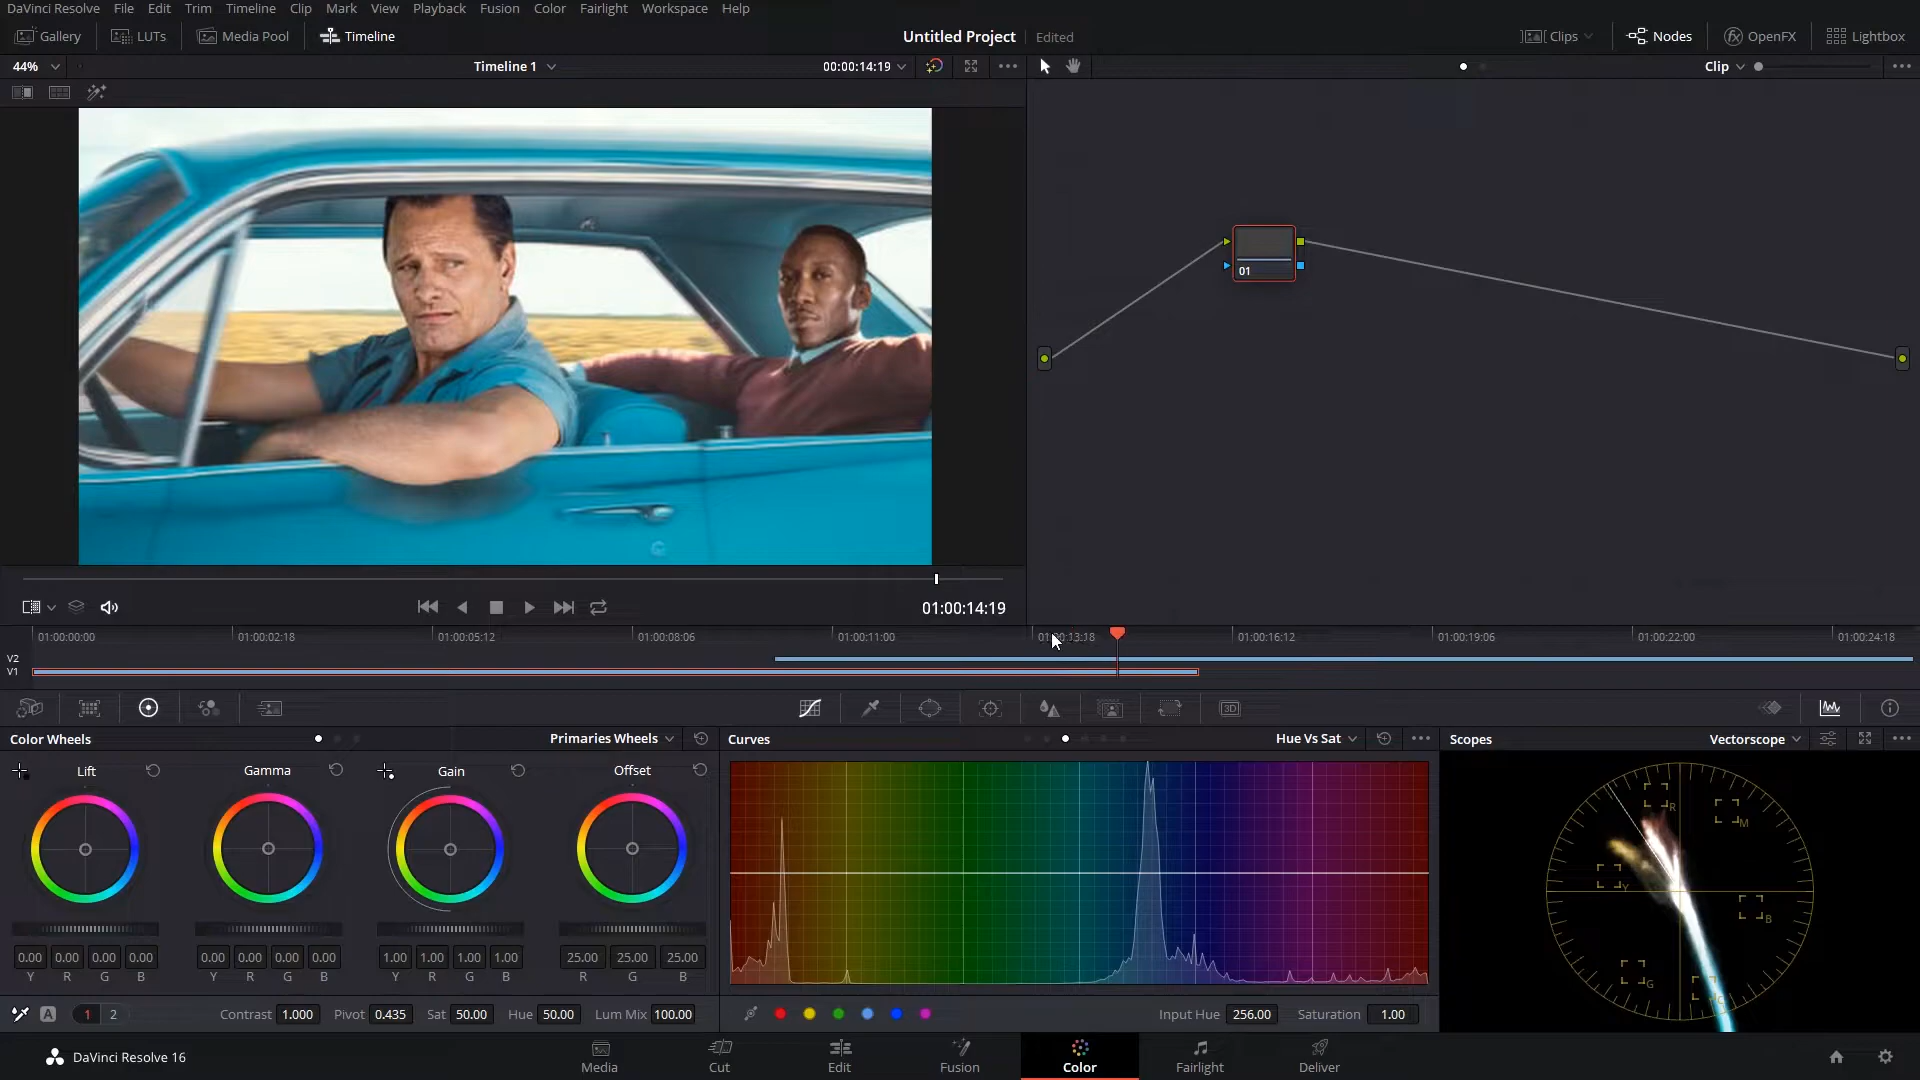 DaVinci Resolve File Edit Trim Timeline Clip Mark View Playback Fusion Color Fairlight Workspace Help
Gallery LUTs Media Pool Timeline Untitled Project Edited Clips Nodes OpenFX Lightbox
44% Timeline 1 00:00:14:19 Clip
01
01:00:14:19
01:00:00:00 01:00:02:18 01:00:05:12 01:00:08:06 01:00:11:00 01:00:13:18 01:00:16:12 01:00:19:06 01:00:22:00 01:00:24:18
V2
V1
3D
Color Wheels Primaries Wheels Curves Hue Vs Sat Scopes Vectorscope
Lift Gamma Gain Offset
R M
Y B
G C
0.00 0.00 0.00 0.00 0.00 0.00 0.00 0.00 1.00 1.00 1.00 1.00 25.00 25.00 25.00
Y R G B Y R G B Y R G B R G B
A 1 2 Contrast 1.000 Pivot 0.435 Sat 50.00 Hue 50.00 Lum Mix 100.00 Input Hue 256.00 Saturation 1.00
DaVinci Resolve 16 Media Cut Edit Fusion Color Fairlight Deliver